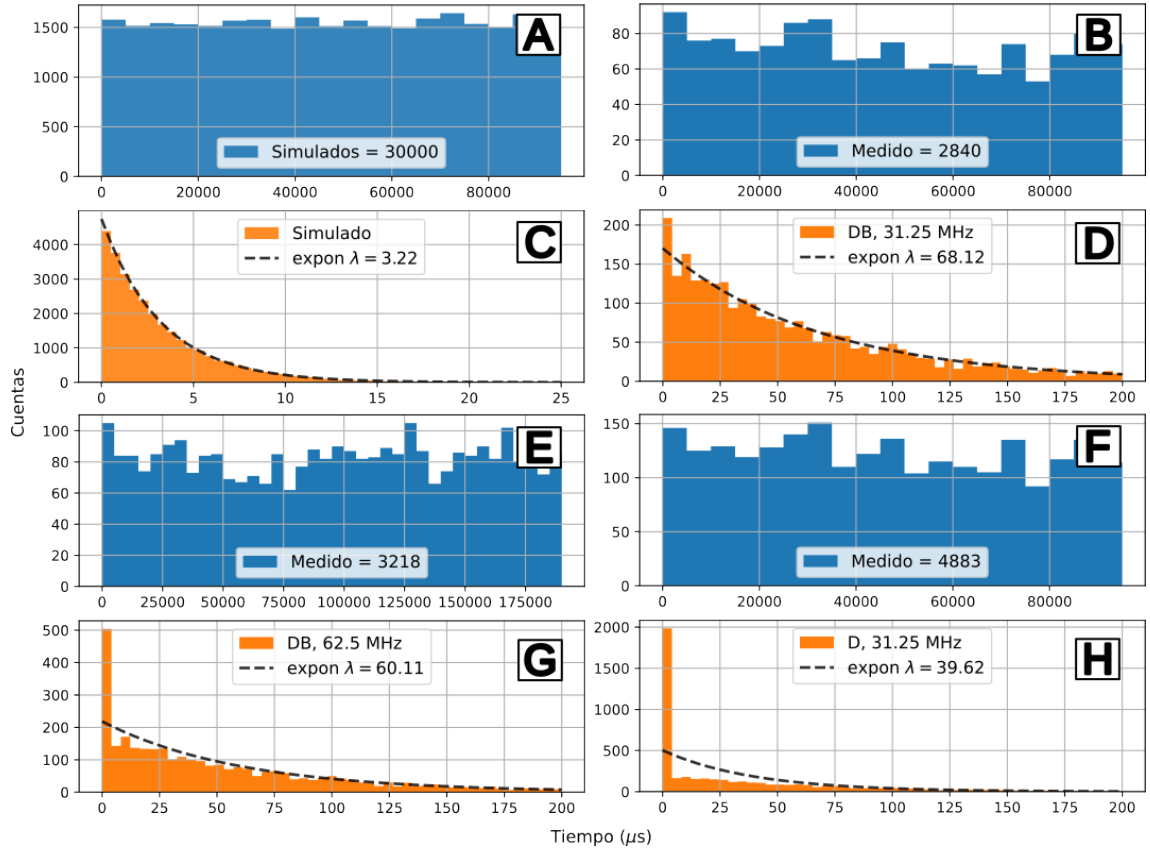 1500
1000
500
0
A
Simulados = 30000
0 20000 40000 60000 80000
80
60
40
20
0
B
Medido = 2840
20000 40000 60000 80000
4000
3000
2000
1000
0
C
Simulado
expon λ = 3.22
0 5 10 15 20 25
200
150
100
50
0
D
DB, 31.25 MHz
expon λ = 68.12
0 25 50 75 100 125 150 175 200
Cuentas
100
80
60
40
20
0
E
Medido = 3218
0 25000 50000 75000 100000 125000 150000 175000
150
100
50
0
F
Medido = 4883
0 20000 40000 60000 80000
500
400
300
200
100
0
G
DB, 62.5 MHz
expon λ = 60.11
0 25 50 75 100 125 150 175 200
2000
1500
1000
500
0
H
D, 31.25 MHz
expon λ = 39.62
0 25 50 75 100 125 150 175 200
Tiempo (μs)